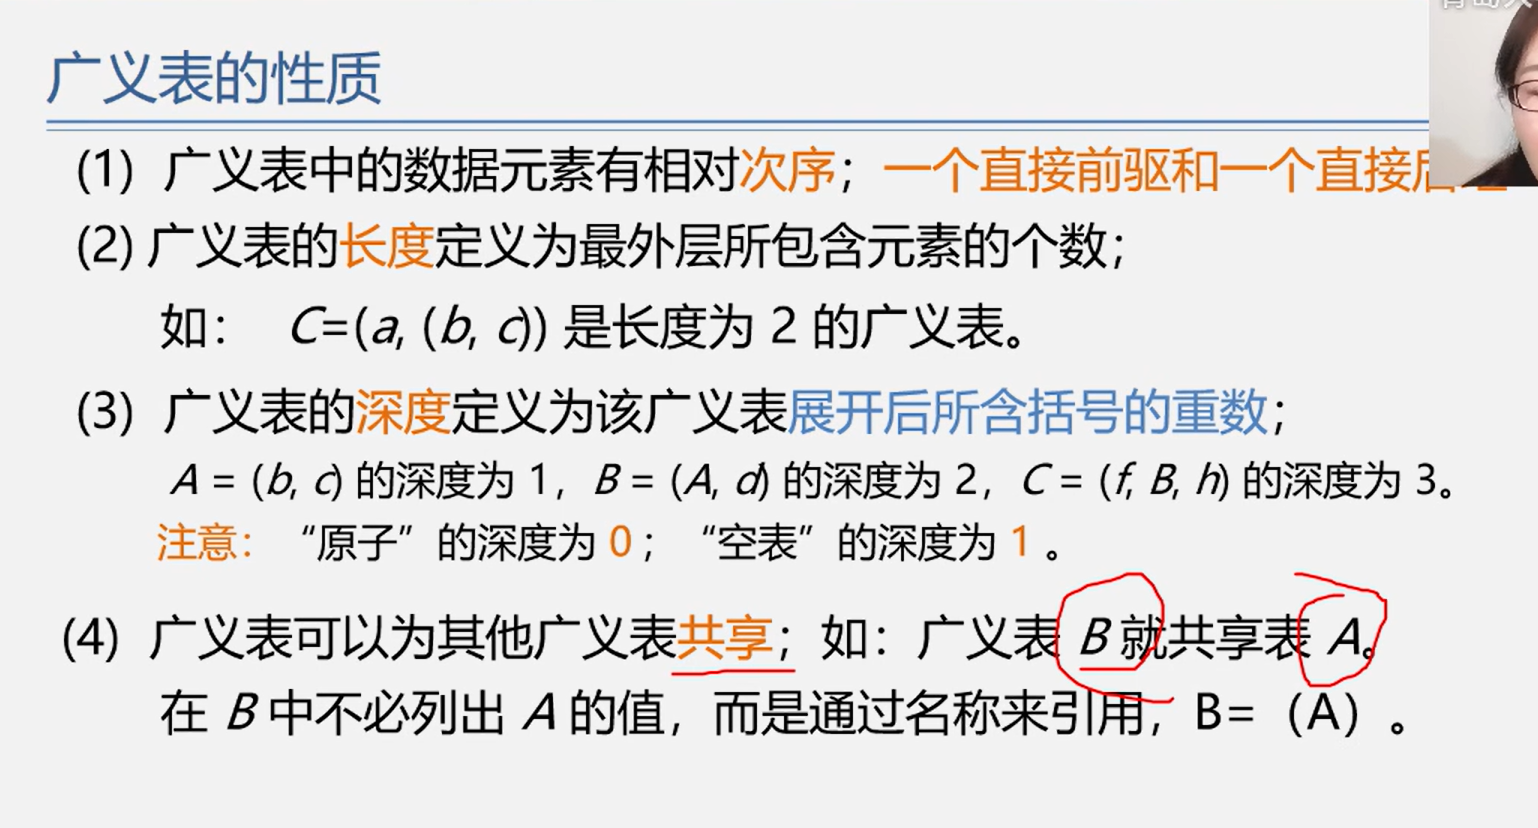 广义表的性质
(1) 广义表中的数据元素有相对次序；一个直接前驱和一个直接后
(2) 广义表的长度定义为最外层所包含元素的个数；
如： C=(a, (b, c)) 是长度为 2 的广义表。
(3) 广义表的深度定义为该广义表展开后所含括号的重数；
A = (b, c) 的深度为 1，B = (A, d) 的深度为 2，C = (f, B, h) 的深度为 3。
注意：“原子”的深度为 0；“空表”的深度为 1 。
(4) 广义表可以为其他广义表共享；如：广义表 B 就共享表 A。
在 B 中不必列出 A 的值，而是通过名称来引用，B=（A）。